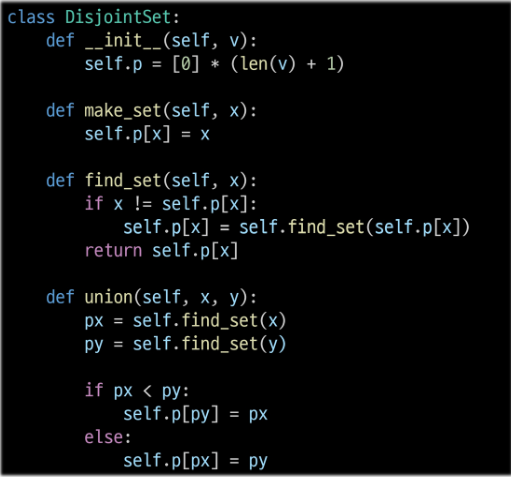 class DisjointSet:
    def __init__(self, v):
        self.p = [0] * (len(v) + 1)

    def make_set(self, x):
        self.p[x] = x

    def find_set(self, x):
        if x != self.p[x]:
            self.p[x] = self.find_set(self.p[x])
        return self.p[x]

    def union(self, x, y):
        px = self.find_set(x)
        py = self.find_set(y)

        if px < py:
            self.p[py] = px
        else:
            self.p[px] = py